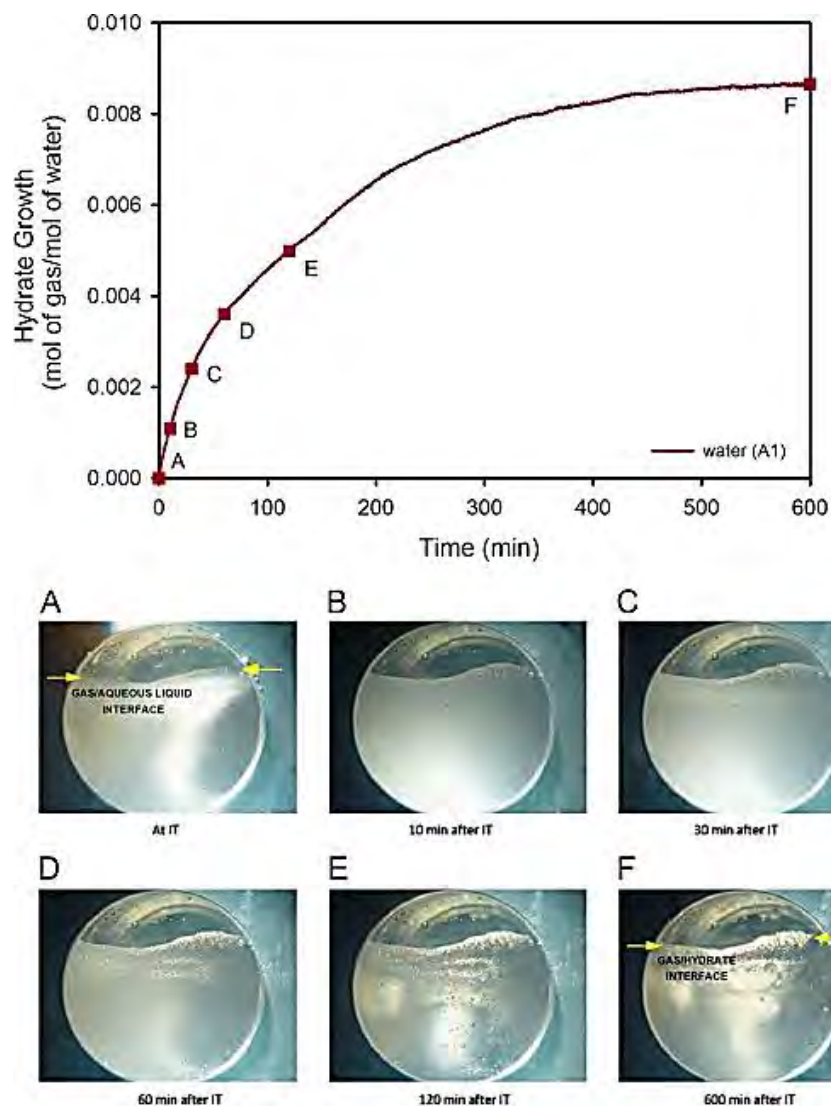 0.010
0.008
0.006
0.004
0.002
0.000
Hydrate Growth
(mol of gas/mol of water)
F
E
D
C
B
A
water (A1)
0 100 200 300 400 500 600
Time (min)
A B C
GAS/AQUEOUS LIQUID
INTERFACE
At IT 10 min after IT 30 min after IT
D E F
GAS/HYDRATE
INTERFACE
60 min after IT 120 min after IT 600 min after IT